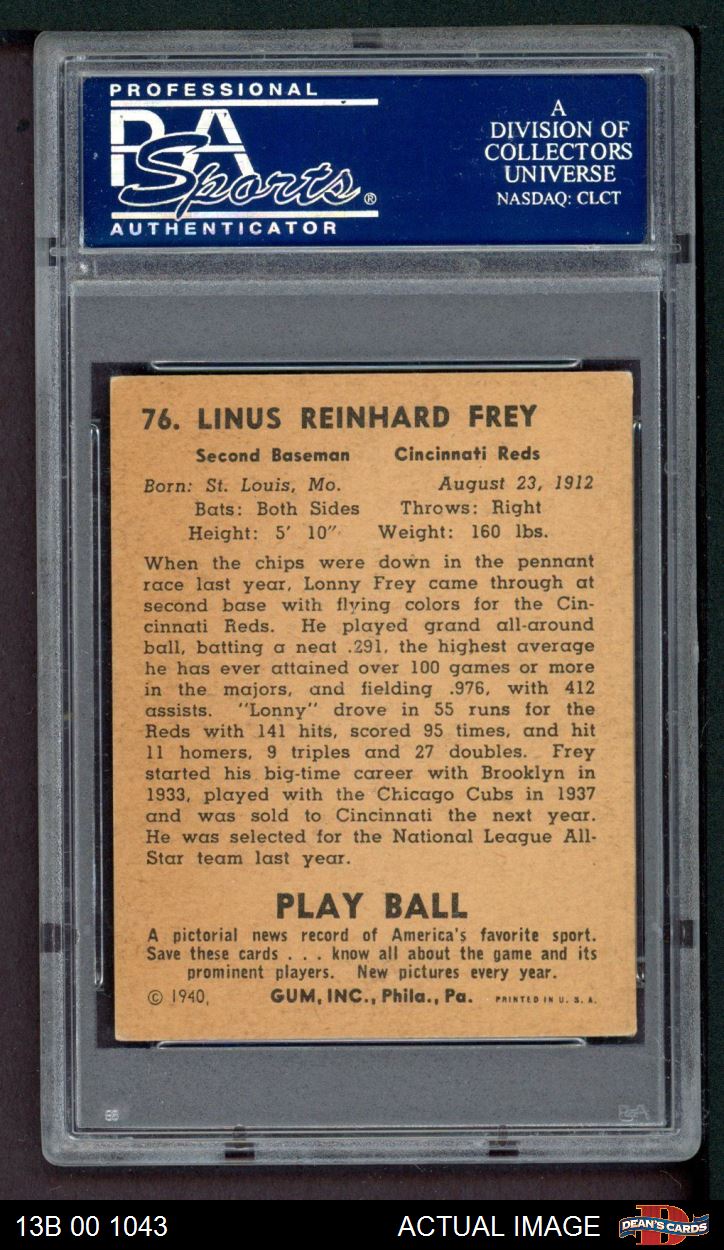 PROFESSIONAL
PSA
Sports®
AUTHENTICATOR
A
DIVISION OF
COLLECTORS
UNIVERSE
NASDAQ: CLCT
76. LINUS REINHARD FREY
Second Baseman Cincinnati Reds
Born: St. Louis, Mo. August 23, 1912
Bats: Both Sides Throws: Right
Height: 5' 10" Weight: 160 lbs.
When the chips were down in the pennant
race last year, Lonny Frey came through at
second base with flying colors for the Cin-
cinnati Reds. He played grand all-around
ball, batting a neat .291, the highest average
he has ever attained over 100 games or more
in the majors, and fielding .976, with 412
assists. "Lonny" drove in 55 runs for the
Reds with 141 hits, scored 95 times, and hit
11 homers, 9 triples and 27 doubles. Frey
started his big-time career with Brooklyn in
1933, played with the Chicago Cubs in 1937
and was sold to Cincinnati the next year.
He was selected for the National League All-
Star team last year.
PLAY BALL
A pictorial news record of America's favorite sport.
Save these cards . . . know all about the game and its
prominent players. New pictures every year.
© 1940, GUM, INC., Phila., Pa. PRINTED IN U. S. A.
PSA
13B 00 1043 ACTUAL IMAGE DEAN'S CARDS